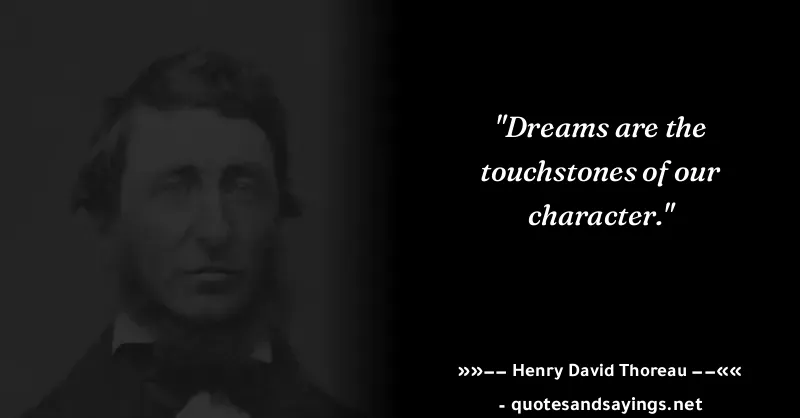 "Dreams are the
touchstones of our
character."
»»−− Henry David Thoreau −−««
- quotesandsayings.net